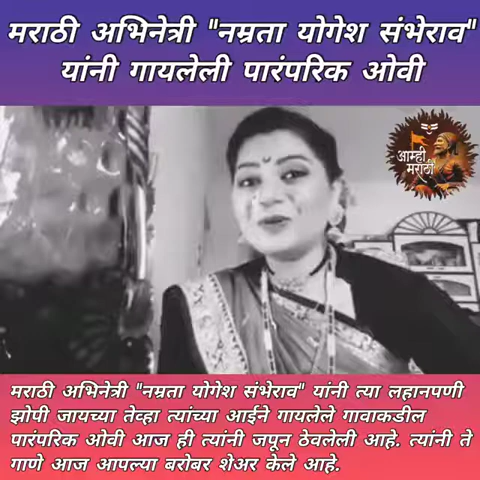 मराठी अभिनेत्री "नम्रता योगेश संभेराव"
यांनी गायलेली पारंपरिक ओवी
आम्ही
मराठी
मराठी अभिनेत्री "नम्रता योगेश संभेराव" यांनी त्या लहानपणी
झोपी जायच्या तेव्हा त्यांच्या आईने गायलेले गावाकडील
पारंपरिक ओवी आज ही त्यांनी जपून ठेवलेली आहे. त्यांनी ते
गाणे आज आपल्या बरोबर शेअर केले आहे.